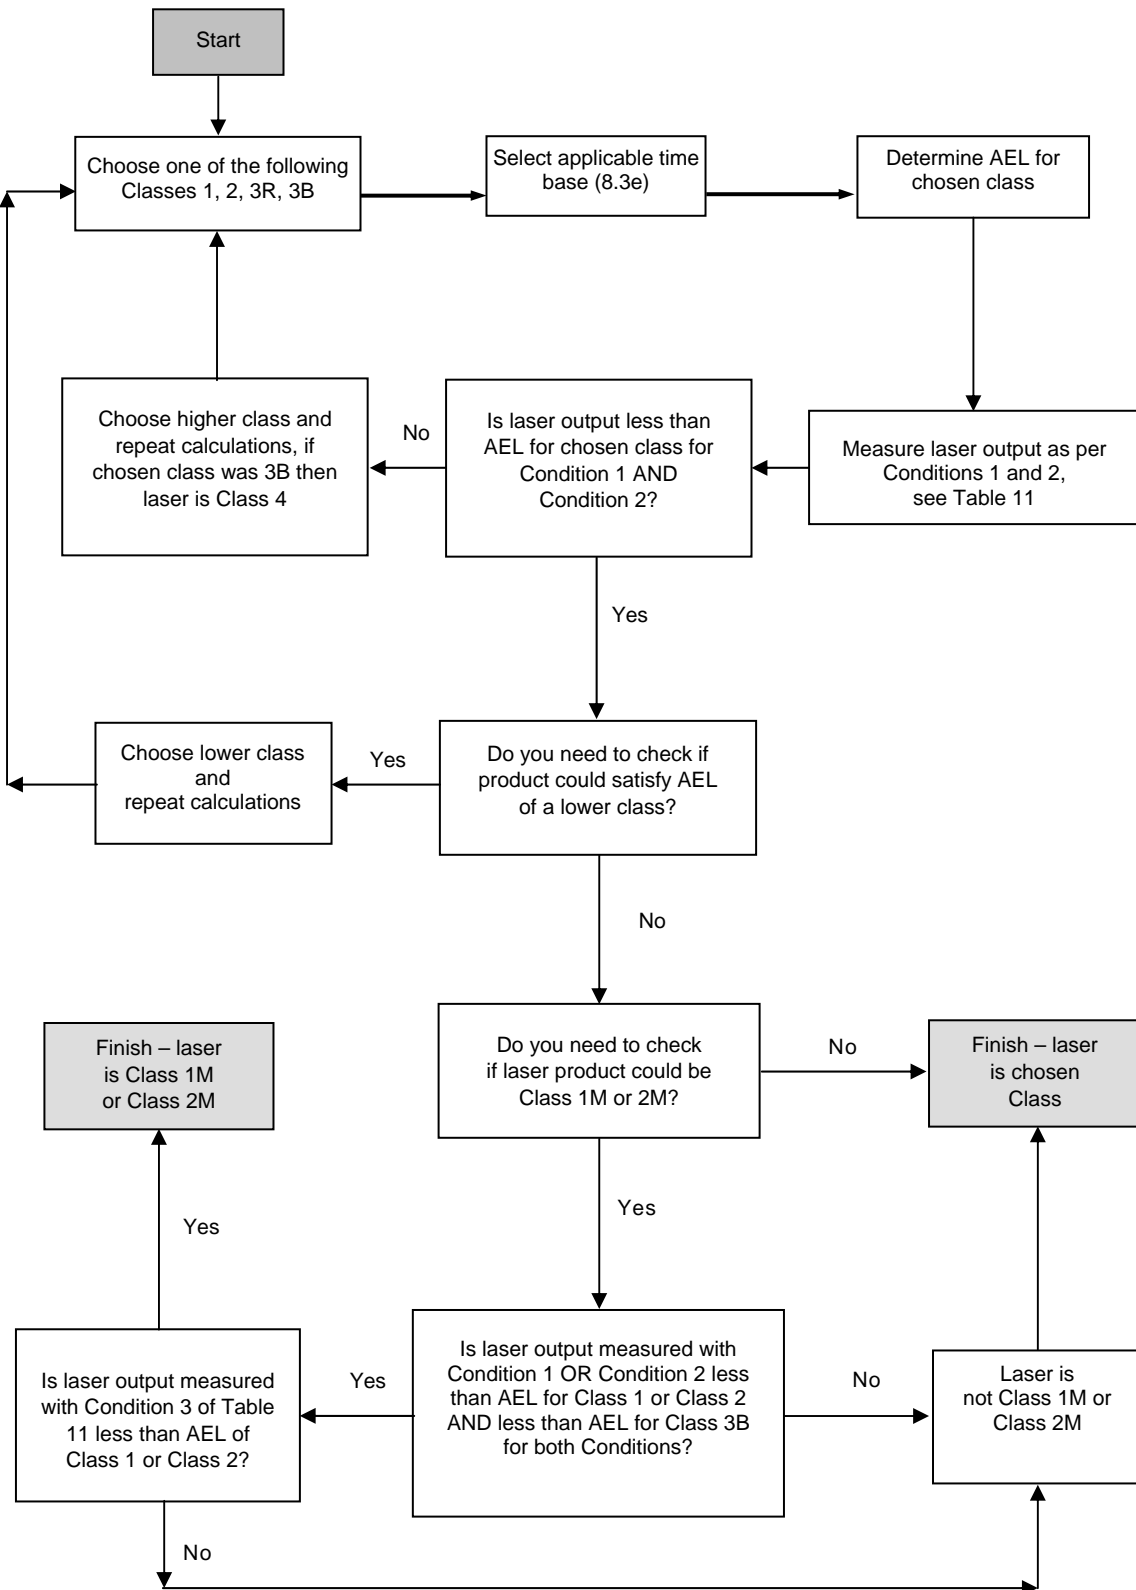 Start
Choose one of the following
Classes 1, 2, 3R, 3B
Select applicable time
base (8.3e)
Determine AEL for
chosen class
Choose higher class and
repeat calculations, if
chosen class was 3B then
laser is Class 4
No
Is laser output less than
AEL for chosen class for
Condition 1 AND
Condition 2?
Measure laser output as per
Conditions 1 and 2,
see Table 11
Yes
Choose lower class
and
repeat calculations
Yes
Do you need to check if
product could satisfy AEL
of a lower class?
No
Finish – laser
is Class 1M
or Class 2M
Do you need to check
if laser product could be
Class 1M or 2M?
No
Finish – laser
is chosen
Class
Yes
Yes
Is laser output measured
with Condition 3 of Table
11 less than AEL of
Class 1 or Class 2?
Yes
Is laser output measured with
Condition 1 OR Condition 2 less
than AEL for Class 1 or Class 2
AND less than AEL for Class 3B
for both Conditions?
No
Laser is
not Class 1M or
Class 2M
No